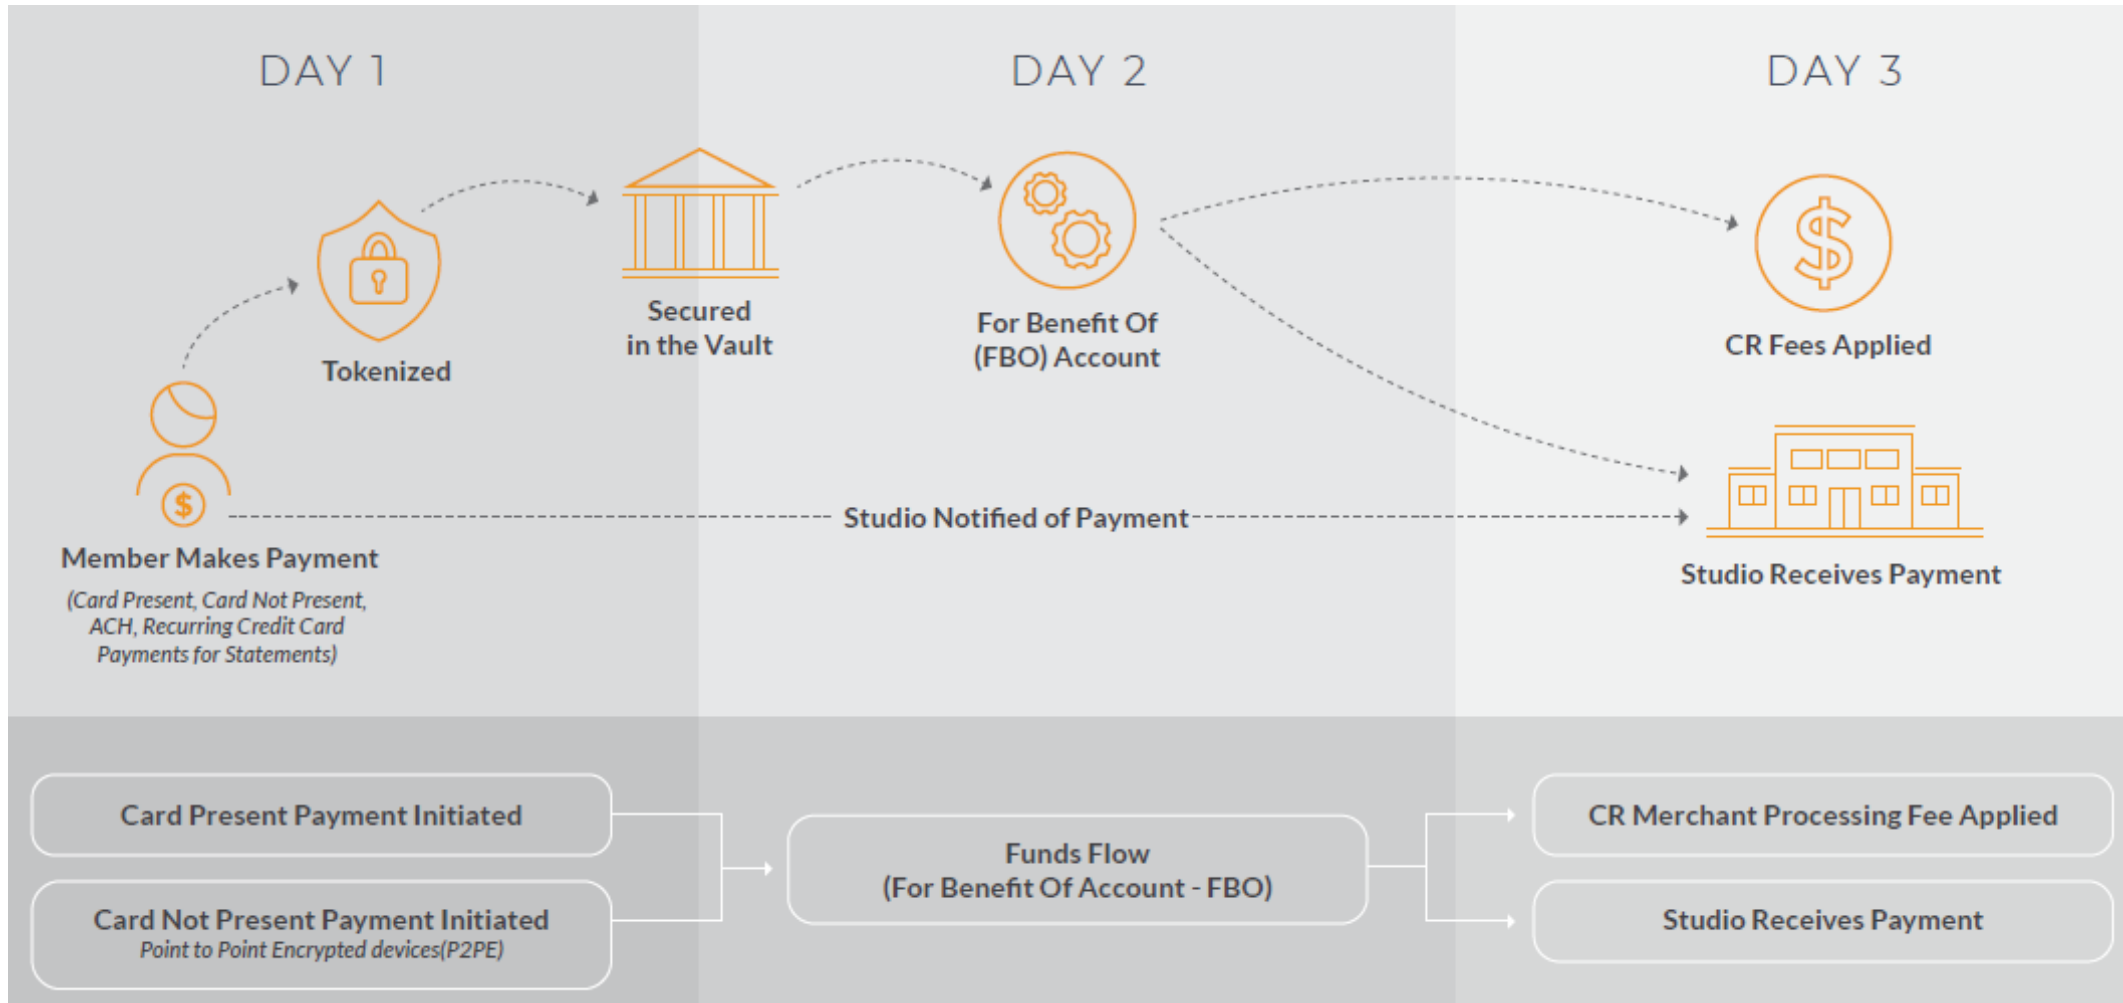 DAY 1
DAY 2
DAY 3
Tokenized
Secured
in the Vault
For Benefit Of
(FBO) Account
CR Fees Applied
$
$
Studio Notified of Payment
Member Makes Payment
(Card Present, Card Not Present,
ACH, Recurring Credit Card
Payments for Statements)
Studio Receives Payment
Card Present Payment Initiated
Card Not Present Payment Initiated
Point to Point Encrypted devices(P2PE)
Funds Flow
(For Benefit Of Account - FBO)
CR Merchant Processing Fee Applied
Studio Receives Payment